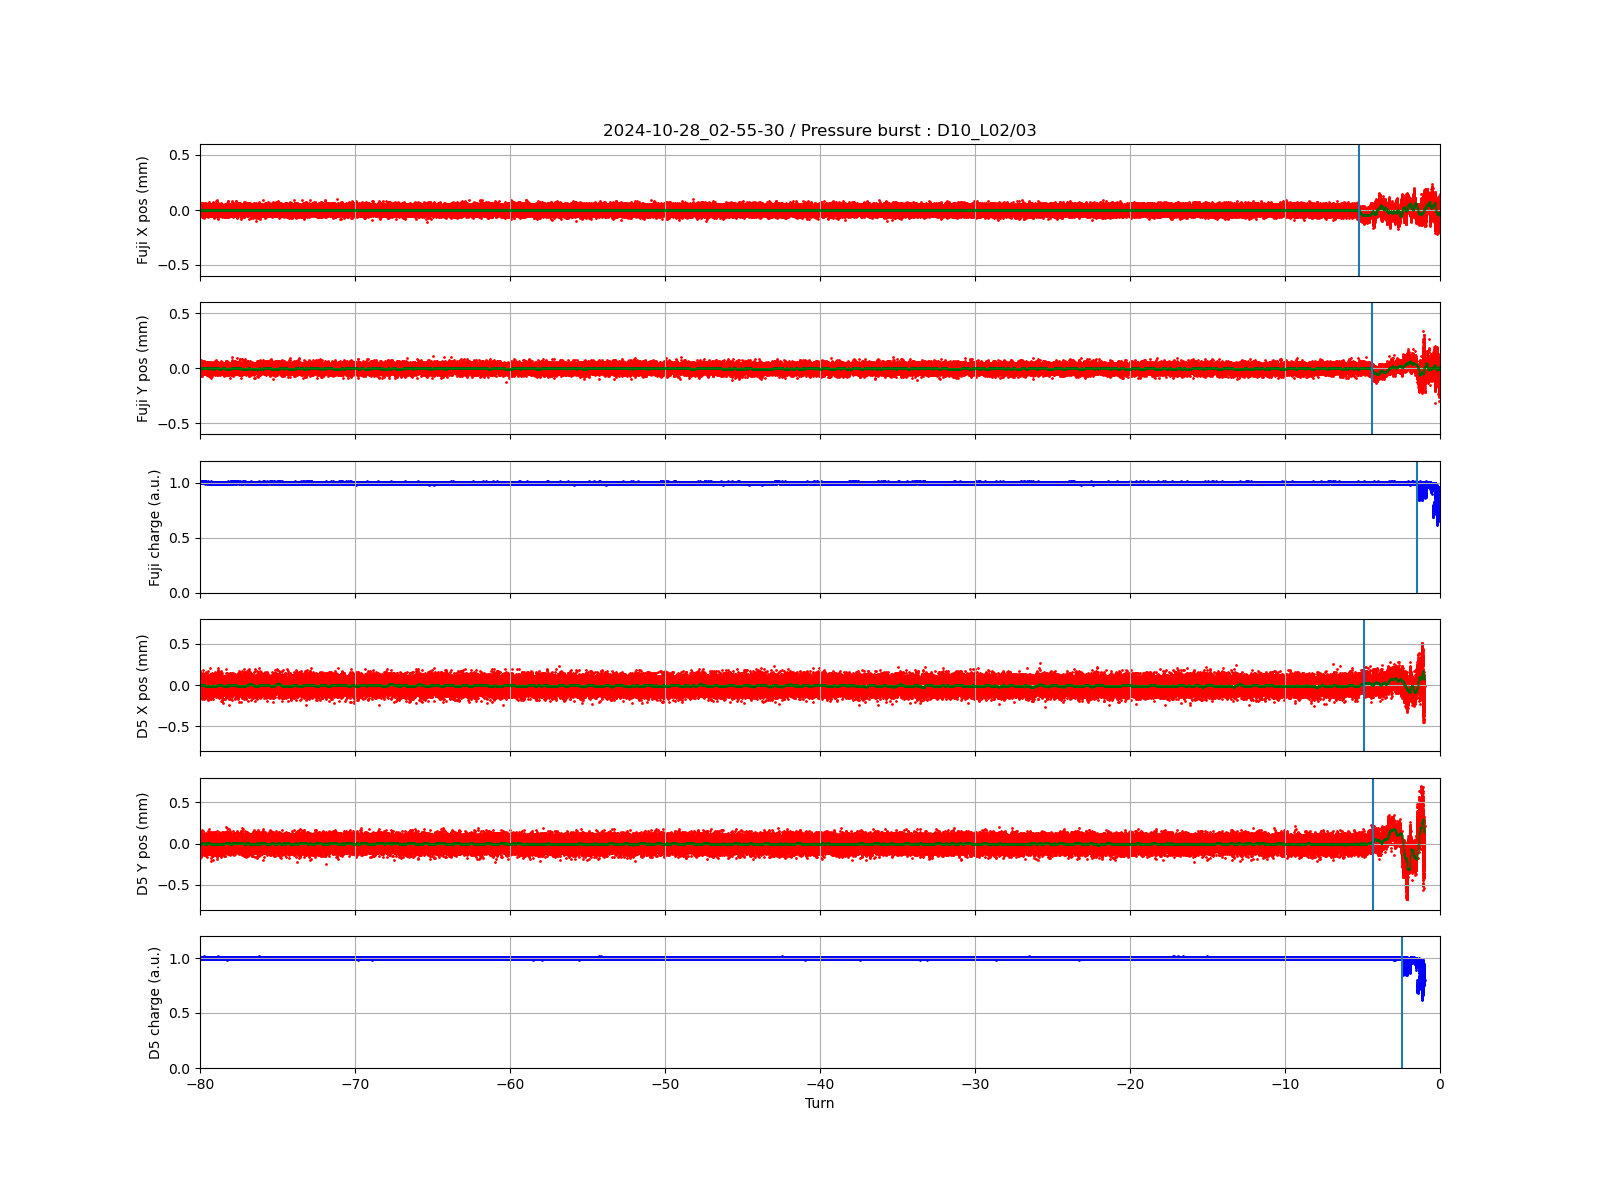 2024-10-28_02-55-30 / Pressure burst : D10_L02/03
Fuji X pos (mm)
0.5
0.0
−0.5
Fuji Y pos (mm)
0.5
0.0
−0.5
Fuji charge (a.u.)
1.0
0.5
0.0
D5 X pos (mm)
0.5
0.0
−0.5
D5 Y pos (mm)
0.5
0.0
−0.5
D5 charge (a.u.)
1.0
0.5
0.0
−80 −70 −60 −50 −40 −30 −20 −10 0
Turn